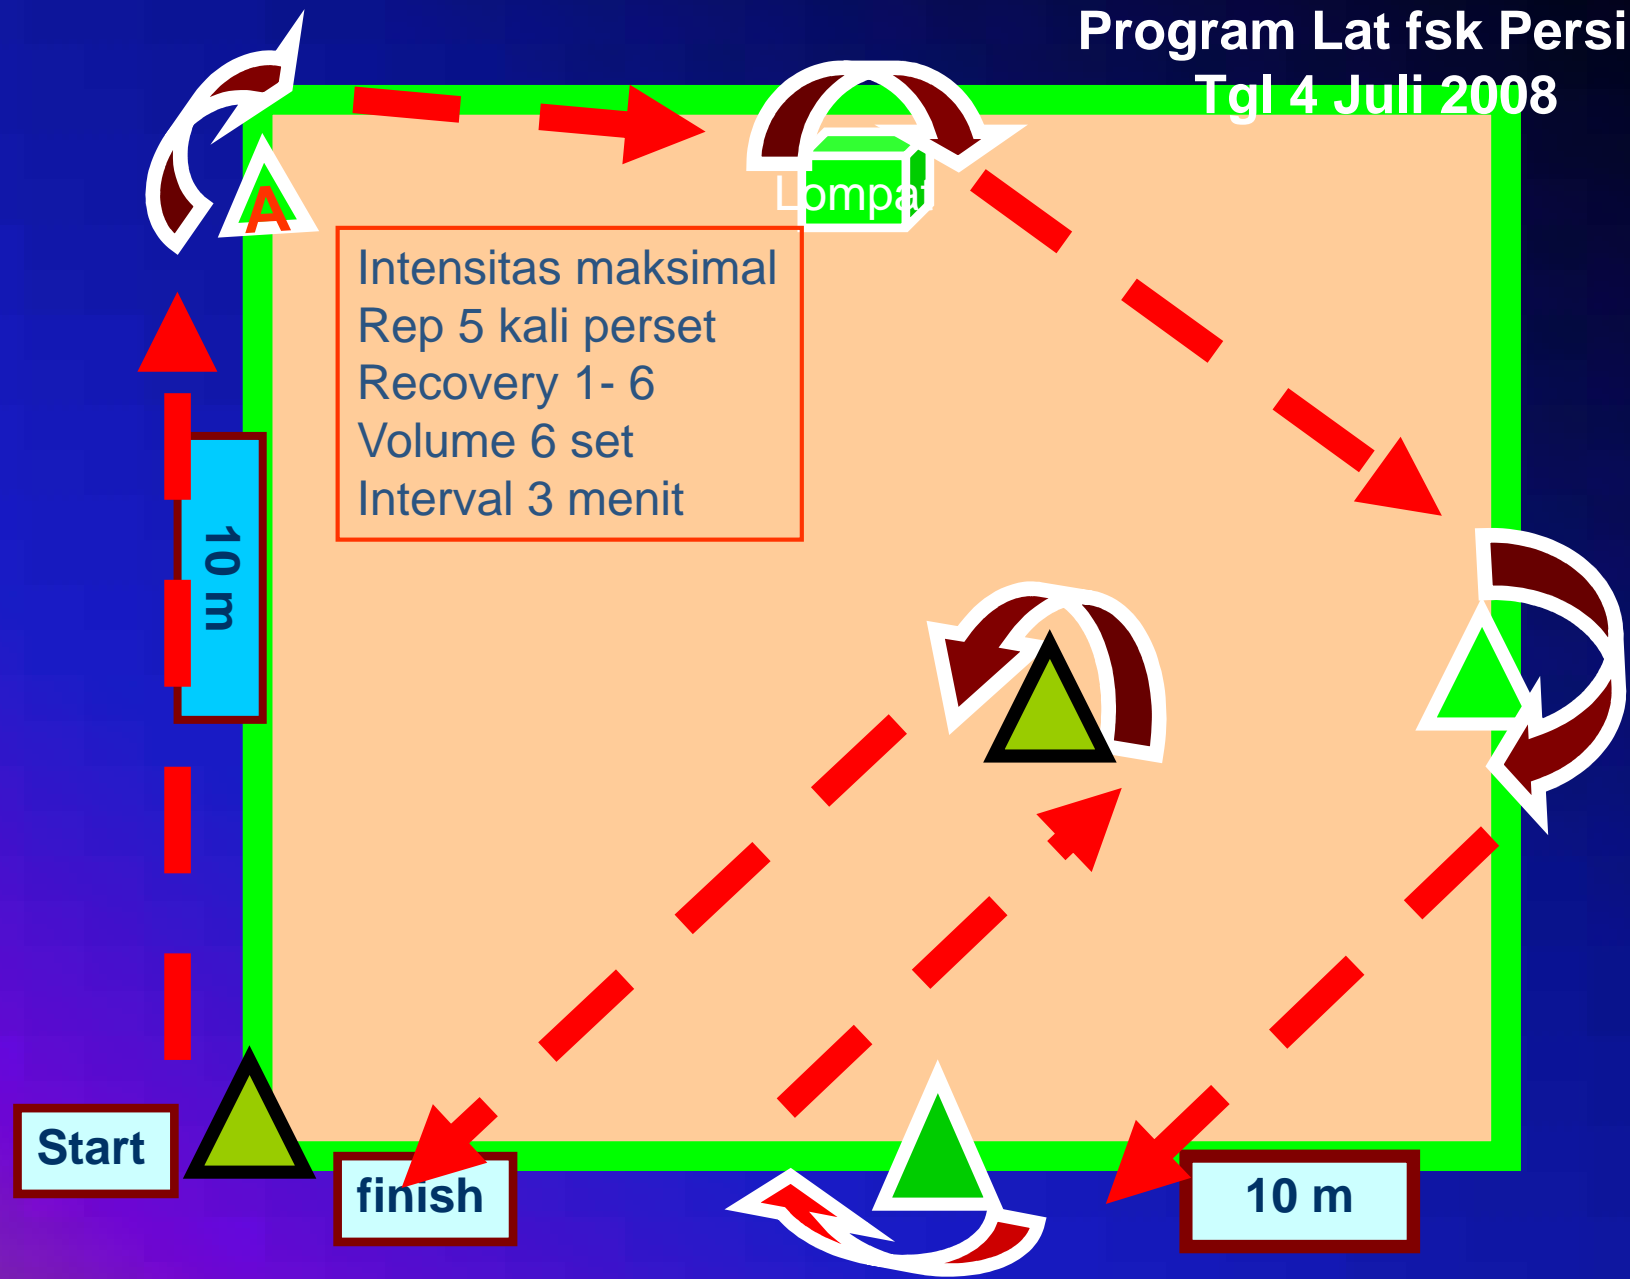 Program Lat fsk Persi
Tgl 4 Juli 2008
A
Lompat
Intensitas maksimal
Rep 5 kali perset
Recovery 1- 6
Volume 6 set
Interval 3 menit
10 m
Start
finish
10 m